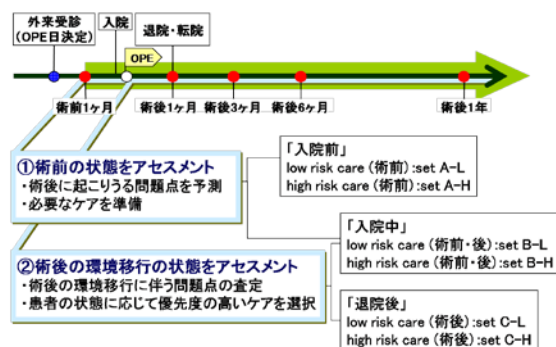 外来受診
(OPE日決定)
入院
退院・転院
OPE
術前1ヶ月
術後1ヶ月
術後3ヶ月
術後6ヶ月
術後1年
①術前の状態をアセスメント
・術後に起こりうる問題点を予測
・必要なケアを準備
「入院前」
low risk care (術前):set A-L
high risk care (術前):set A-H
「入院中」
low risk care (術前・後):set B-L
high risk care (術前・後):set B-H
②術後の環境移行の状態をアセスメント
・術後の環境移行に伴う問題点の査定
・患者の状態に応じて優先度の高いケアを選択
「退院後」
low risk care (術後):set C-L
high risk care (術後):set C-H